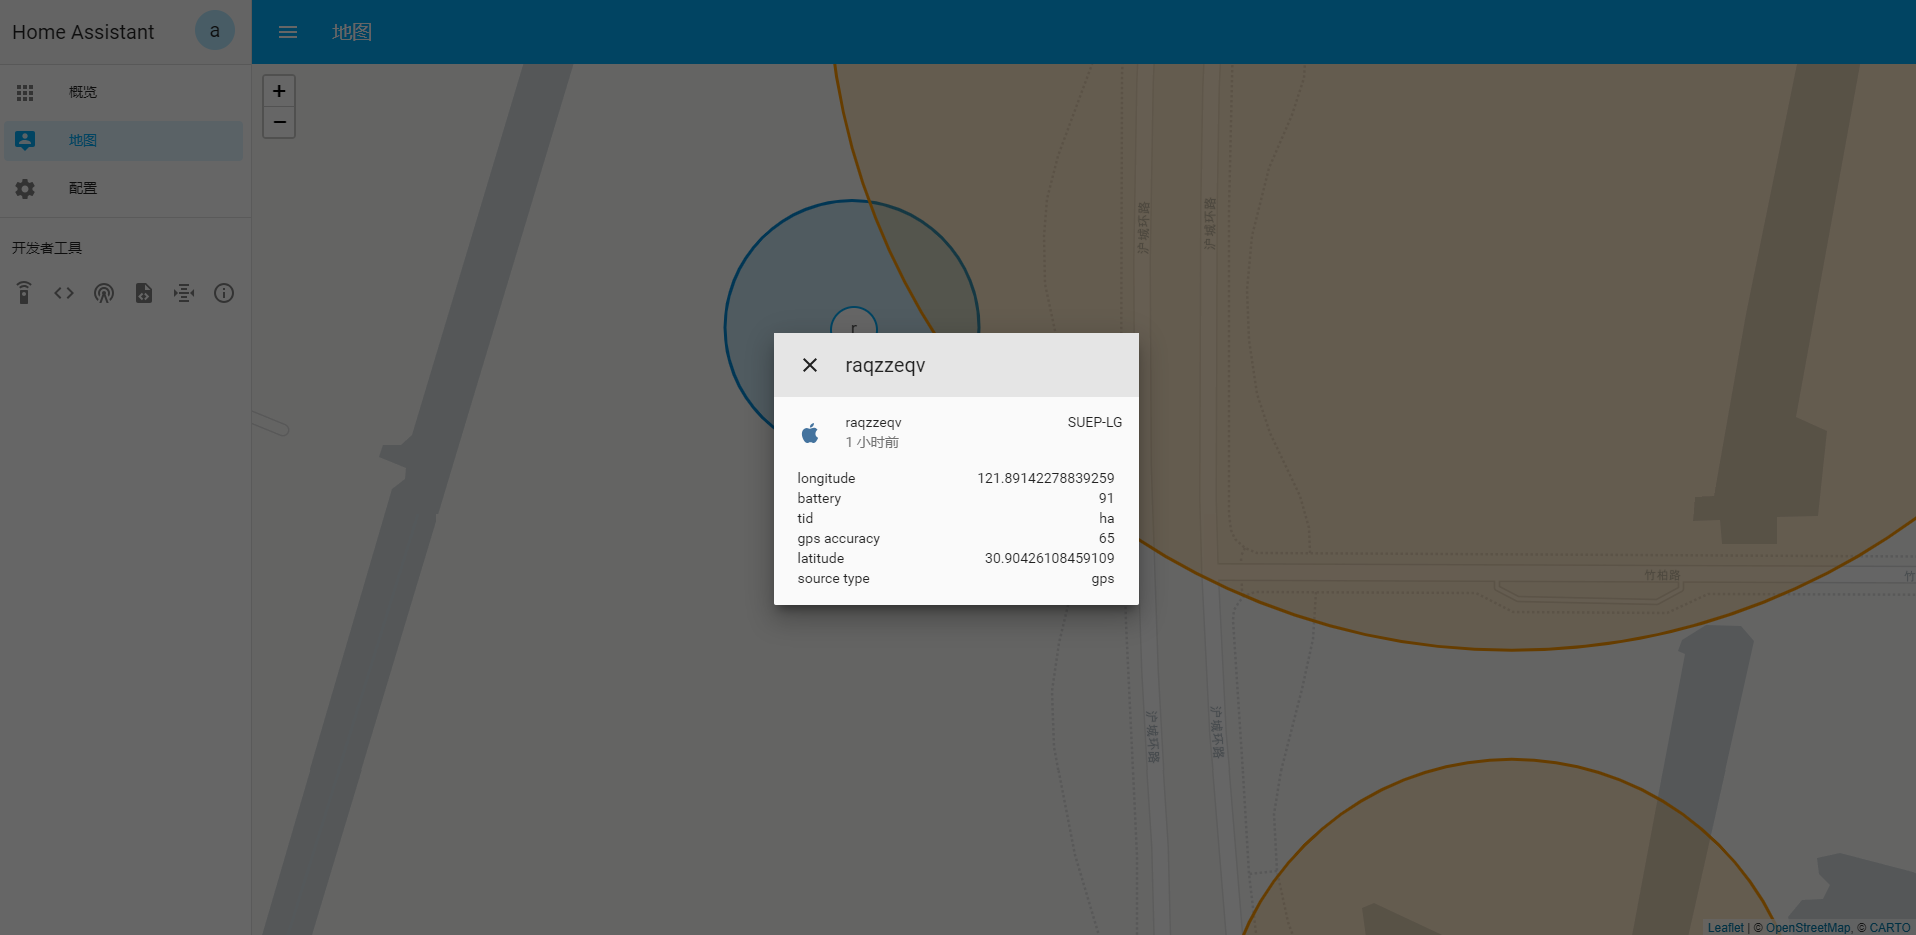 Home Assistant
a
地图
概览
地图
配置
开发者工具
+
−
沪城环路
沪城环路
r
raqzzeqv
raqzzeqv
SUEP-LG
1 小时前
longitude 121.89142278839259
battery 91
tid ha
gps accuracy 65
latitude 30.90426108459109
source type gps
竹柏路
竹
沪城环路
沪城环路
Leaflet | © OpenStreetMap, © CARTO